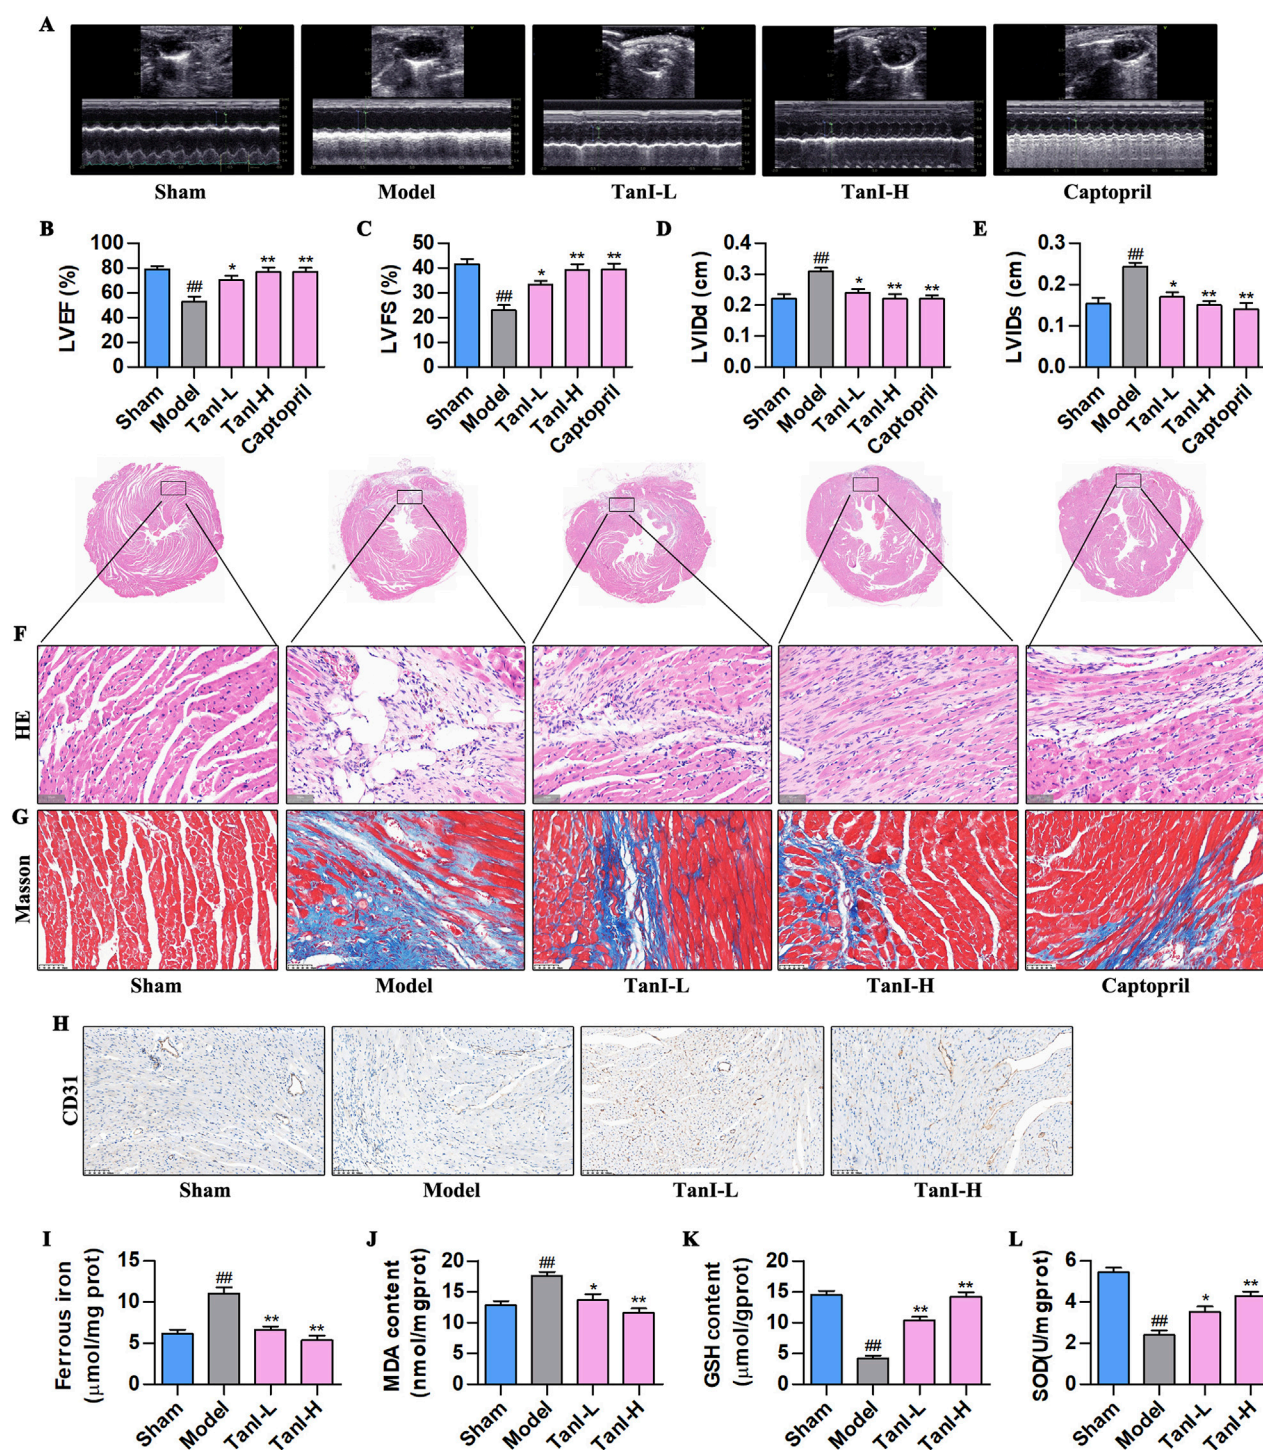 A
Sham Model TanI-L TanI-H Captopril
B C D E
LVEF (%)
100
80
60
40
20
0
##
*
**
**
Sham Model TanI-L TanI-H Captopril
LVFS (%)
50
40
30
20
10
0
##
*
**
**
Sham Model TanI-L TanI-H Captopril
LVIDd (cm)
0.4
0.3
0.2
0.1
0.0
##
*
**
**
Sham Model TanI-L TanI-H Captopril
LVIDs (cm)
0.3
0.2
0.1
0.0
##
*
**
**
Sham Model TanI-L TanI-H Captopril
F
HE
G
Masson
Sham Model TanI-L TanI-H Captopril
H
CD31
Sham Model TanI-L TanI-H
I J K L
Ferrous iron
(μmol/mg prot)
15
10
5
0
##
**
**
Sham Model TanI-L TanI-H
MDA content
(nmol/mgprot)
20
15
10
5
0
##
*
**
Sham Model TanI-L TanI-H
GSH content
(μmol/gprot)
20
15
10
5
0
##
**
**
Sham Model TanI-L TanI-H
SOD(U/mgprot)
6
4
2
0
##
*
**
Sham Model TanI-L TanI-H